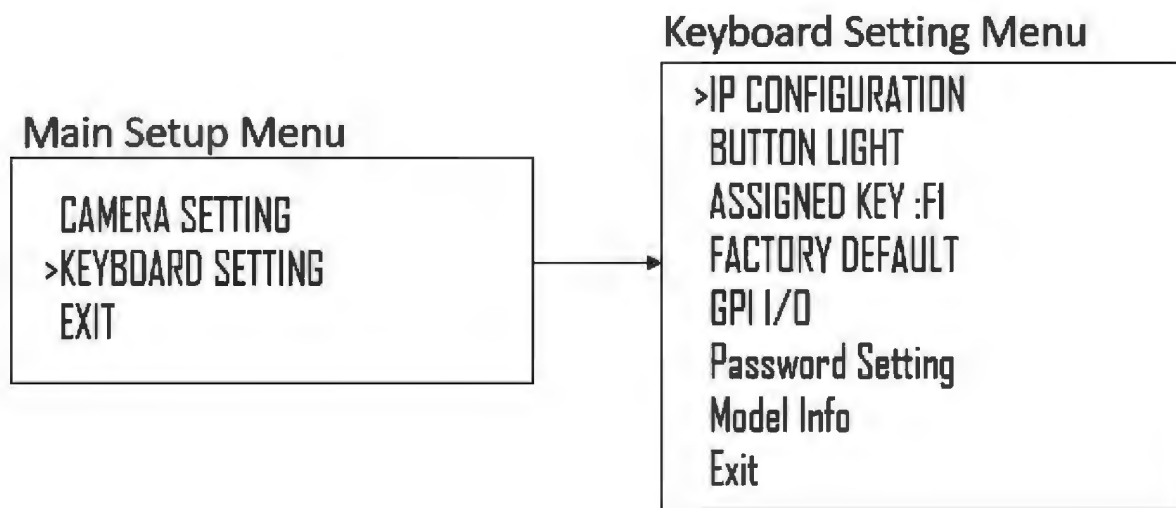 Main Setup Menu
CAMERA SETTING
>KEYBOARD SETTING
EXIT
Keyboard Setting Menu
>IP CONFIGURATION
BUTTON LIGHT
ASSIGNED KEY :F1
FACTORY DEFAULT
GPI I/O
Password Setting
Model Info
Exit